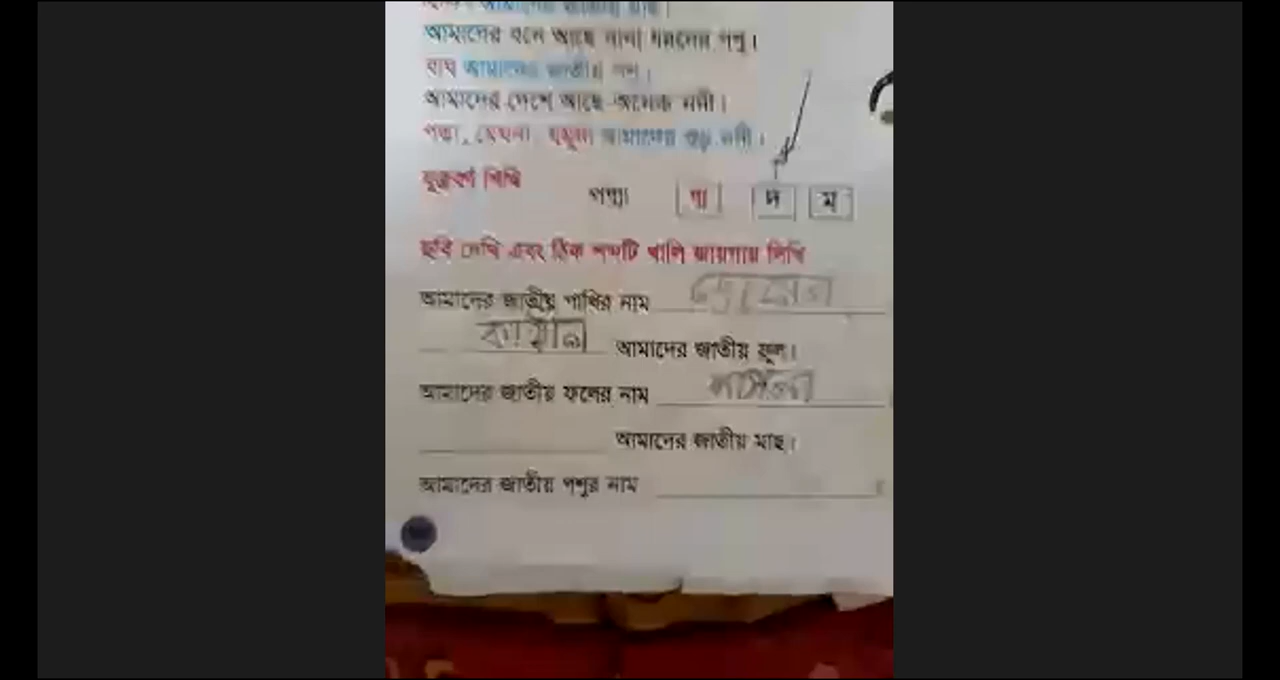 আমাদের জাতীয় মাছ।
আমাদের বনে আছে নানা ধরনের পশু।
বাঘ আমাদের জাতীয় পশু।
আমাদের দেশে আছে অনেক নদী।
পদ্মা, মেঘনা, যমুনা আমাদের বড় নদী।
যুক্তবর্ণ শিখি পদ্মা দ্ম দ ম
ছবি দেখি এবং ঠিক শব্দটি খালি জায়গায় লিখি
আমাদের জাতীয় পাখির নাম
আমাদের জাতীয় ফুল।
আমাদের জাতীয় ফলের নাম
আমাদের জাতীয় মাছ।
আমাদের জাতীয় পশুর নাম